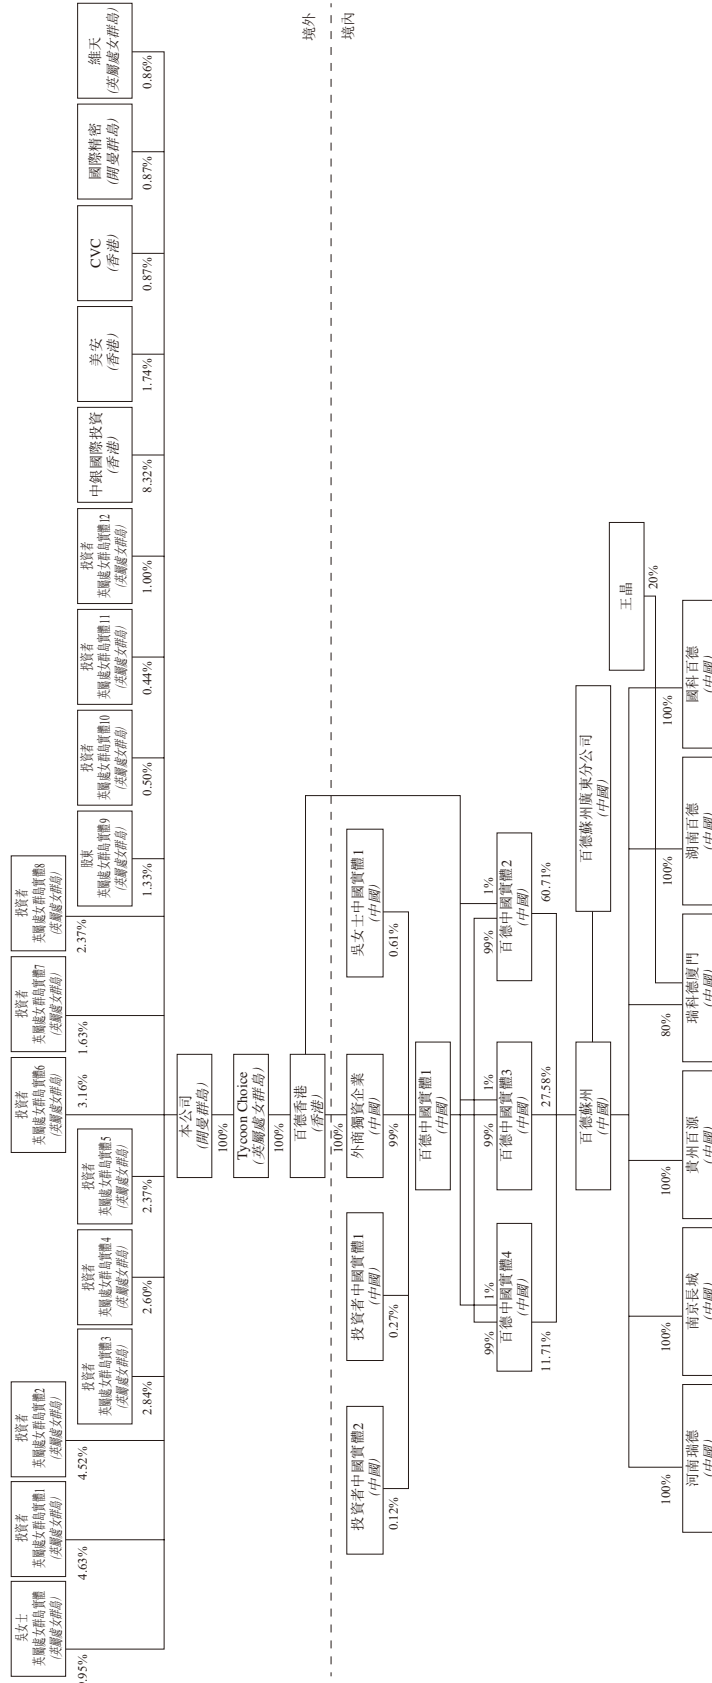 吳女士
英屬處女群島實體
(英屬處女群島)
.95%
投資者
英屬處女群島實體1
(英屬處女群島)
4.63%
投資者
英屬處女群島實體2
(英屬處女群島)
4.52%
投資者
英屬處女群島實體3
(英屬處女群島)
2.84%
投資者
英屬處女群島實體4
(英屬處女群島)
2.60%
投資者
英屬處女群島實體5
(英屬處女群島)
2.37%
投資者
英屬處女群島實體6
(英屬處女群島)
3.16%
投資者
英屬處女群島實體7
(英屬處女群島)
1.63%
投資者
英屬處女群島實體8
(英屬處女群島)
2.37%
股東
英屬處女群島實體9
(英屬處女群島)
1.33%
投資者
英屬處女群島實體10
(英屬處女群島)
0.50%
投資者
英屬處女群島實體11
(英屬處女群島)
0.44%
投資者
英屬處女群島實體12
(英屬處女群島)
1.00%
中銀國際投資
(香港)
8.32%
美安
(香港)
1.74%
CVC
(香港)
0.87%
國際精密
(開曼群島)
0.87%
維天
(英屬處女群島)
0.86%
本公司
(開曼群島)
100%
Tycoon Choice
(英屬處女群島)
100%
百德香港
(香港)
境外
境內
100%
投資者中國實體2
(中國)
0.12%
投資者中國實體1
(中國)
0.27%
外商獨資企業
(中國)
99%
吳女士中國實體1
(中國)
0.61%
百德中國實體1
(中國)
99%
1%
百德中國實體4
(中國)
11.71%
99%
1%
百德中國實體3
(中國)
27.58%
99%
1%
百德中國實體2
(中國)
60.71%
百德蘇州
(中國)
百德蘇州廣東分公司
(中國)
王晶
20%
100%
河南瑞德
(中國)
100%
南京長城
(中國)
100%
貴州百源
(中國)
80%
瑞科德廈門
(中國)
100%
湖南百德
(中國)
100%
國科百德
(中國)